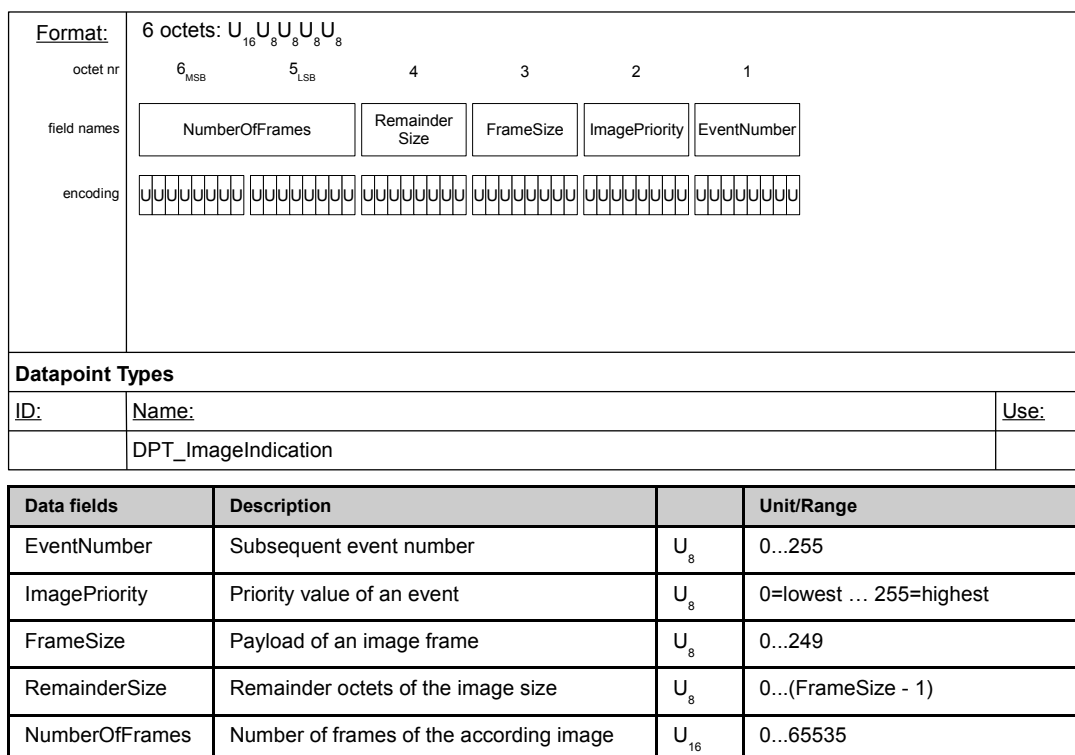 Format: 6 octets: U16U8U8U8U8
octet nr 6MSB 5LSB 4 3 2 1
field names NumberOfFrames Remainder Size FrameSize ImagePriority EventNumber
encoding UUUUUUUU UUUUUUUU UUUUUUUU UUUUUUUU UUUUUUUU UUUUUUUU
Datapoint Types
ID: Name: Use:
DPT_ImageIndication
Data fields Description Unit/Range
EventNumber Subsequent event number U8 0...255
ImagePriority Priority value of an event U8 0=lowest … 255=highest
FrameSize Payload of an image frame U8 0...249
RemainderSize Remainder octets of the image size U8 0...(FrameSize - 1)
NumberOfFrames Number of frames of the according image U16 0...65535